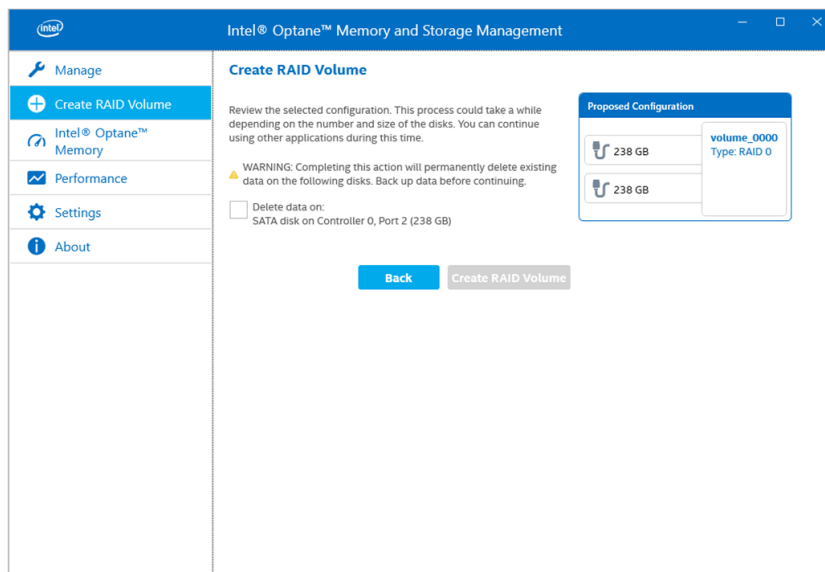 intel
Intel® Optane™ Memory and Storage Management
Manage
Create RAID Volume
Intel® Optane™
Memory
Performance
Settings
About
Create RAID Volume
Review the selected configuration. This process could take a while
depending on the number and size of the disks. You can continue
using other applications during this time.
WARNING: Completing this action will permanently delete existing
data on the following disks. Back up data before continuing.
Delete data on:
SATA disk on Controller 0, Port 2 (238 GB)
Back
Create RAID Volume
Proposed Configuration
238 GB
238 GB
volume_0000
Type: RAID 0